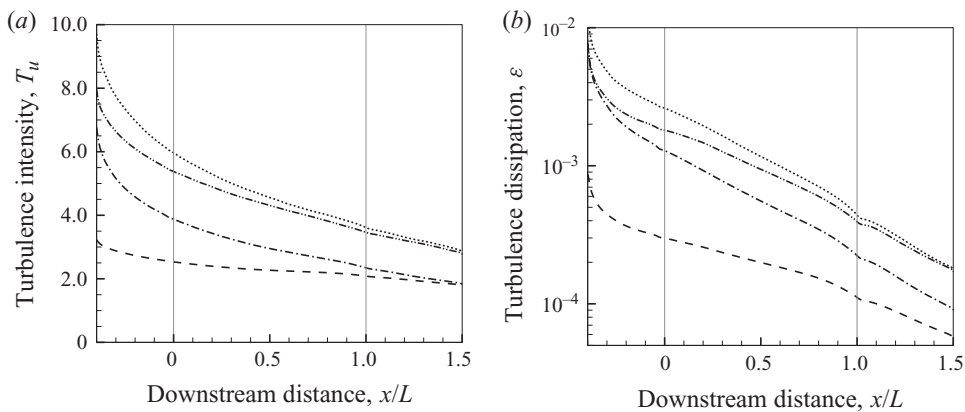 (a)
10.0
8.0
6.0
4.0
2.0
0
Turbulence intensity, T_u
0
0.5
1.0
1.5
Downstream distance, x/L
(b)
10⁻²
10⁻³
10⁻⁴
Turbulence dissipation, ε
0
0.5
1.0
1.5
Downstream distance, x/L